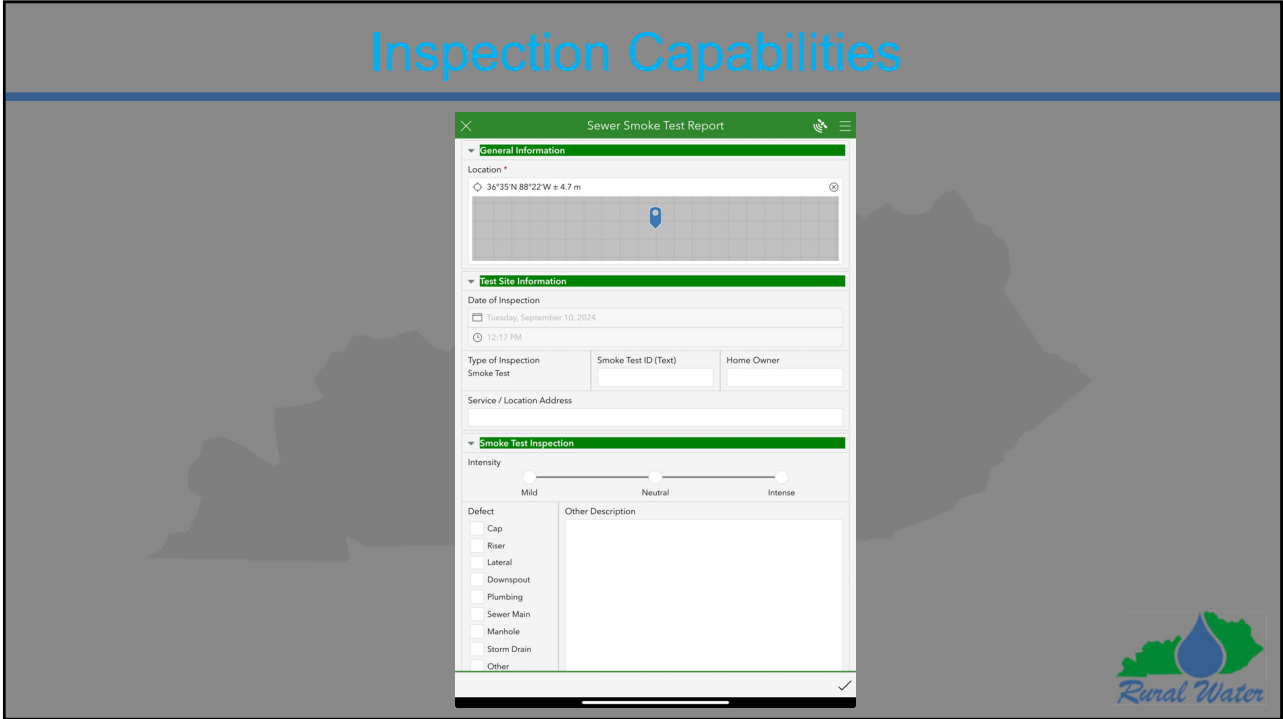 Inspection Capabilities
Sewer Smoke Test Report
General Information
Location *
36°35'N 88°22'W ± 4.7 m
Test Site Information
Date of Inspection
Tuesday, September 10, 2024
12:17 PM
Type of Inspection
Smoke Test
Smoke Test ID (Text)
Home Owner
Service / Location Address
Smoke Test Inspection
Intensity
Mild Neutral Intense
Defect
Cap
Riser
Lateral
Downspout
Plumbing
Sewer Main
Manhole
Storm Drain
Other
Other Description
Rural Water